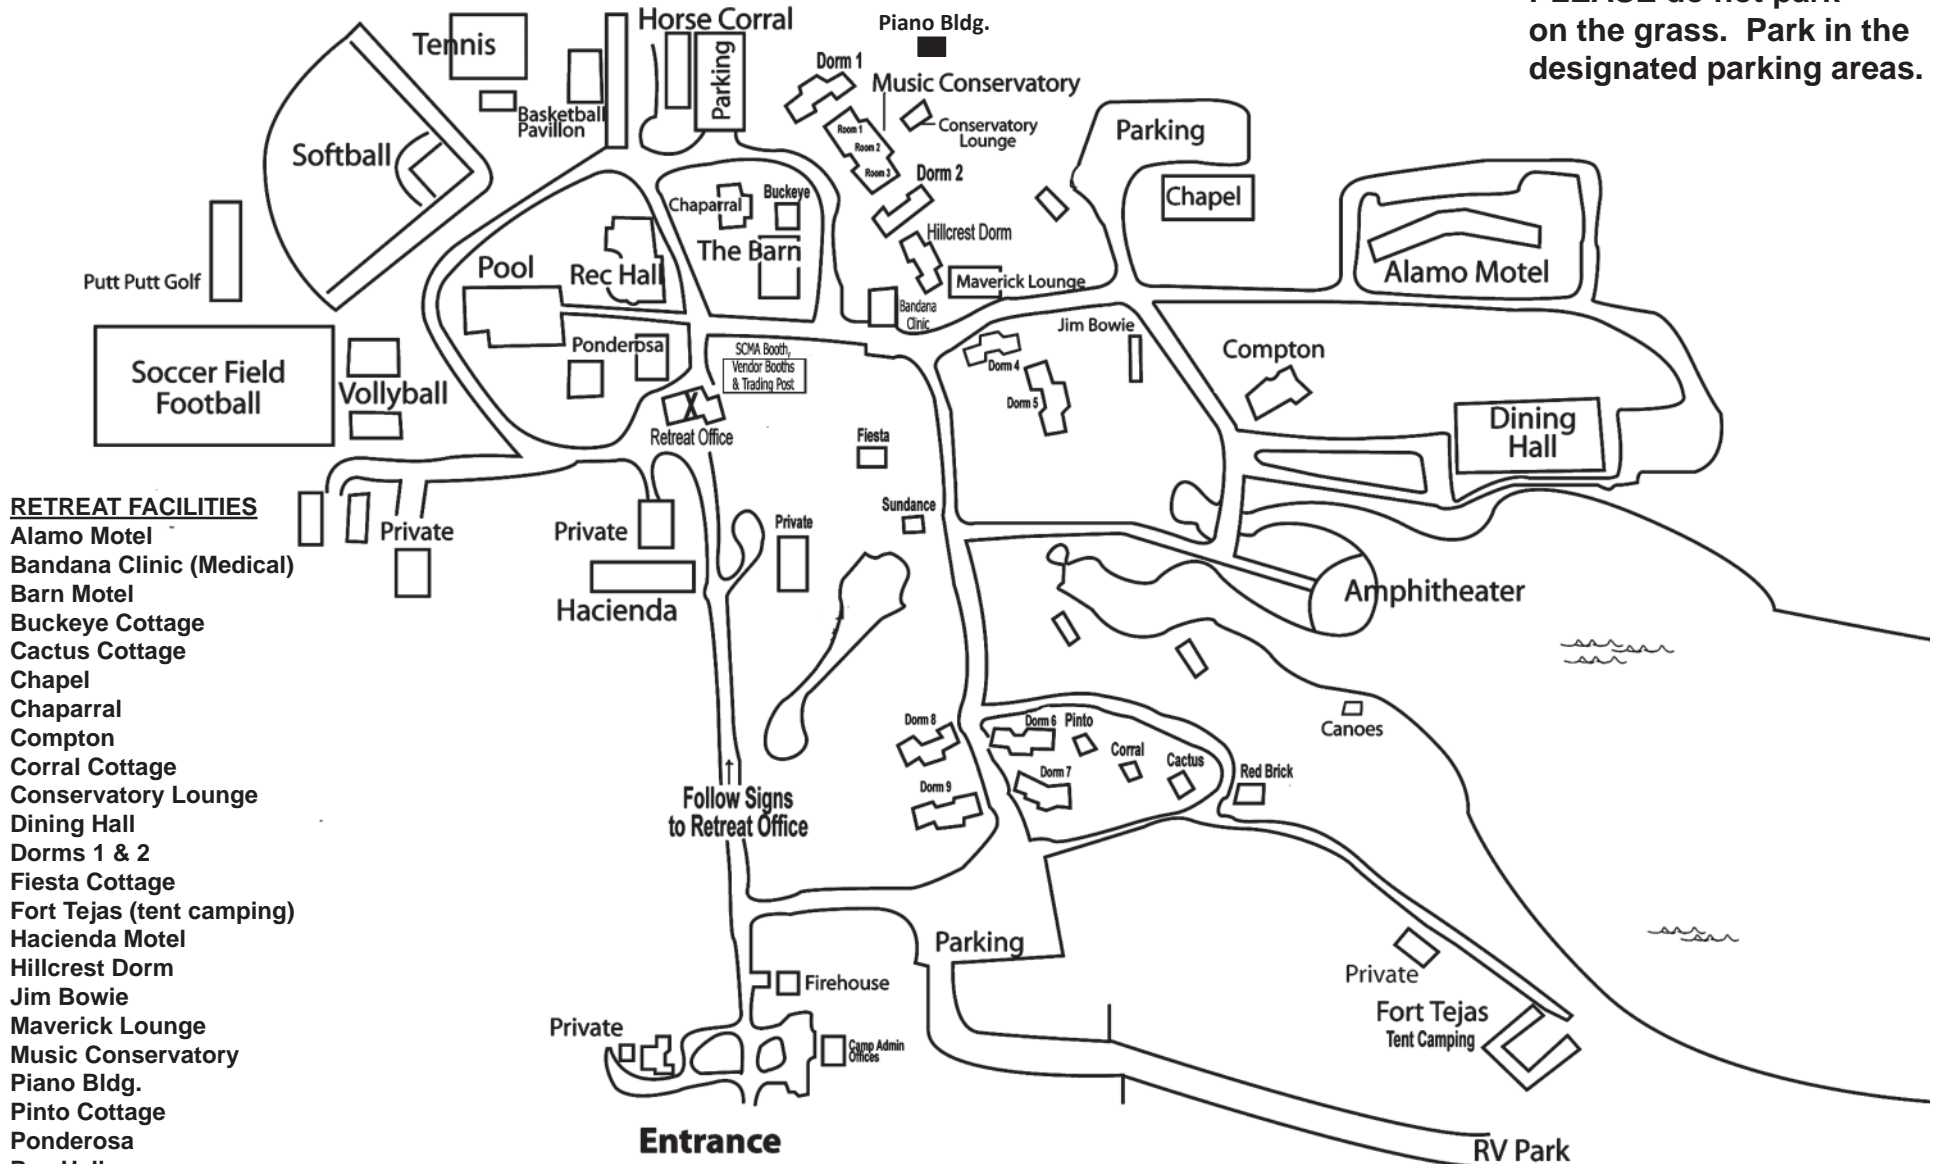 PLEASE do not park
on the grass. Park in the
designated parking areas.
Piano Bldg.
Horse Corral
Tennis
Parking
Dorm 1
Music Conservatory
Basketball
Pavillon
Room 1
Room 2
Room 3
Conservatory
Lounge
Parking
Softball
Dorm 2
Chaparral
Buckeye
Chapel
Hillcrest Dorm
The Barn
Pool
Rec Hall
Putt Putt Golf
Maverick Lounge
Alamo Motel
Bandana
Clinic
Jim Bowie
Ponderosa
SCMA Booth,
Vendor Booths
& Trading Post
Compton
Dorm 4
Dorm 5
Soccer Field
Football
Vollyball
X
Retreat Office
Fiesta
Dining
Hall
Sundance
Private
Private
Private
Hacienda
Amphitheater
Canoes
Dorm 8
Dorm 6
Pinto
Corral
Cactus
Dorm 7
Red Brick
Dorm 9
Follow Signs
to Retreat Office
Parking
Firehouse
Private
Private
Camp Admin
Offices
Fort Tejas
Tent Camping
Entrance
RV Park
RETREAT FACILITIES
Alamo Motel
Bandana Clinic (Medical)
Barn Motel
Buckeye Cottage
Cactus Cottage
Chapel
Chaparral
Compton
Corral Cottage
Conservatory Lounge
Dining Hall
Dorms 1 & 2
Fiesta Cottage
Fort Tejas (tent camping)
Hacienda Motel
Hillcrest Dorm
Jim Bowie
Maverick Lounge
Music Conservatory
Piano Bldg.
Pinto Cottage
Ponderosa